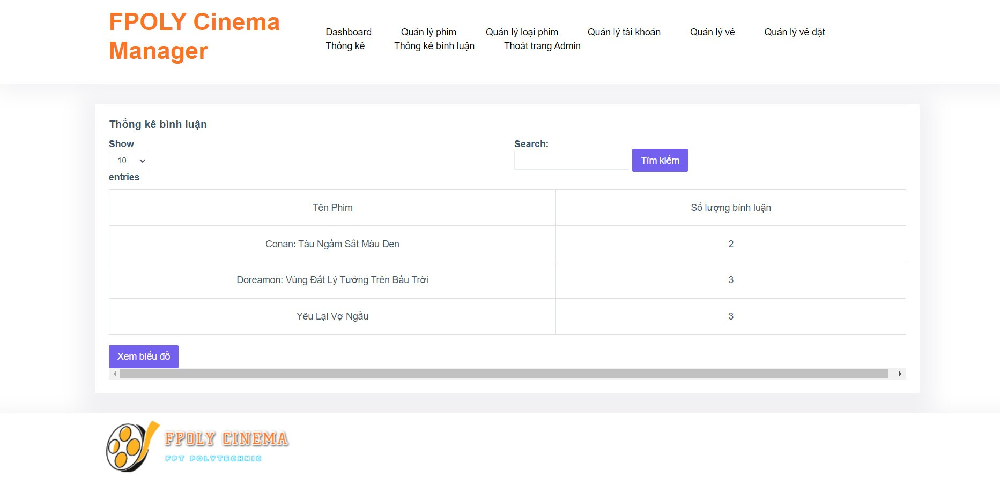 FPOLY Cinema
Manager
Dashboard Quản lý phim Quản lý loại phim Quản lý tài khoản Quản lý vé Quản lý vé đặt
Thống kê Thống kê bình luận Thoát trang Admin
Thống kê bình luận
Show
10
entries
Search:
Tìm kiếm
Tên Phim Số lượng bình luận
Conan: Tàu Ngầm Sắt Màu Đen 2
Doreamon: Vùng Đất Lý Tưởng Trên Bầu Trời 3
Yêu Lại Vợ Ngầu 3
Xem biểu đồ
FPOLY CINEMA
FPT POLYTECHNIC